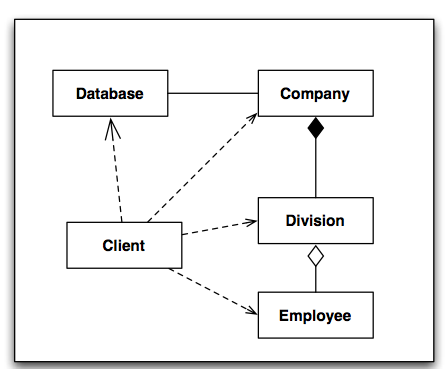 Database
Company
Division
Client
Employee